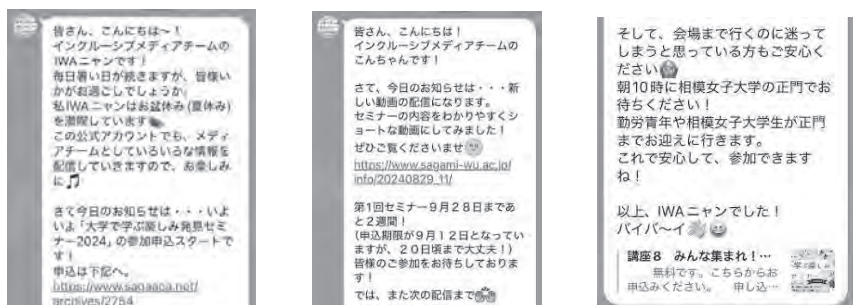 皆さん、こんにちは~!
インクルーシブメディアチームの
IWAニャンです!
毎日暑い日が続きますが、皆様い
かがお過ごしでしょうか。
私IWAニャンはお盆休み(夏休み)
を満喫しています
この公式アカウントでも、メディ
アチームとしているいろな情報を
配信していきますので、お楽しみ
に🎵
さて今日のお知らせは・・・いよ
いよ「大学で学ぶ楽しみ発見セミ
ナー2024」の参加申込スタートで
す!
申込は下記へ。
https://www.sagaaca.net/
archives/2754
皆さん、こんにちは!
インクルーシブメディアチームの
こんちゃんです!
さて、今日のお知らせは・・・新
しい動画の配信になります。
セミナーの内容をわかりやすくシ
ョートな動画にしてみました!
ぜひご覧くださいませ
https://www.sagami-wu.ac.jp/
info/20240829_11/
第1回セミナー9月28日まであ
と2週間!
(申込期限が9月12日となってい
ますが、20日頃まで大丈夫!)
皆様のご参加をお待ちしておりま
す!
では、また次の配信まで
そして、会場まで行くのに迷って
しまうと思っている方もご安心く
ださい
朝10時に相模女子大学の正門でお
待ちください!
勤労青年や相模女子大学生が正門
までお迎えに行きます。
これで安心して、参加できます
ね!
以上、IWAニャンでした!
バイバ~イ
講座8 みんな集まれ!…
無料です。こちらからお
申込みください。 申し込…